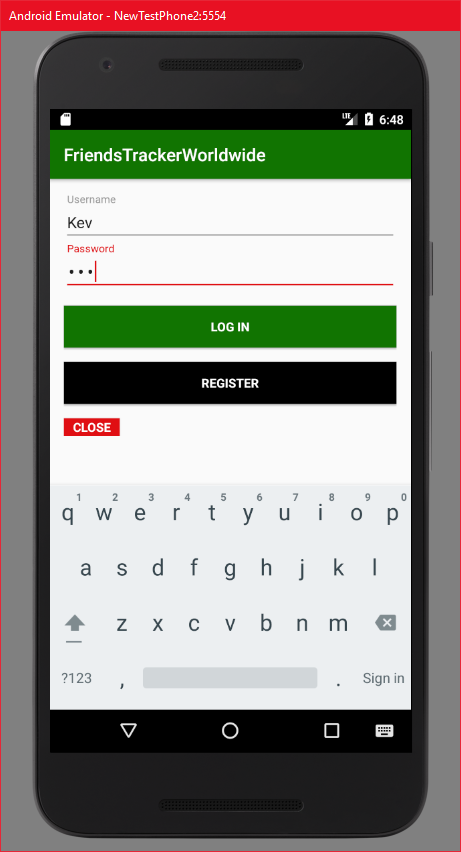 Android Emulator - NewTestPhone2:5554
LTE 6:48
FriendsTrackerWorldwide
Username
Kev
Password
•••
LOG IN
REGISTER
CLOSE
1 2 3 4 5 6 7 8 9 0
q w e r t y u i o p
a s d f g h j k l
z x c v b n m
?123 , . Sign in